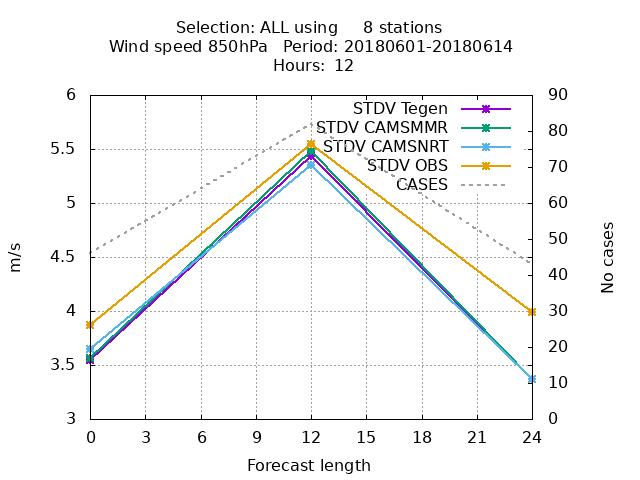 Selection: ALL using 8 stations
Wind speed 850hPa Period: 20180601-20180614
Hours: 12
STDV Tegen
STDV CAMSMMR
STDV CAMSNRT
STDV OBS
CASES
m/s
6
5.5
5
4.5
4
3.5
3
90
80
70
60
50
40
30
20
10
0
No cases
0 3 6 9 12 15 18 21 24
Forecast length